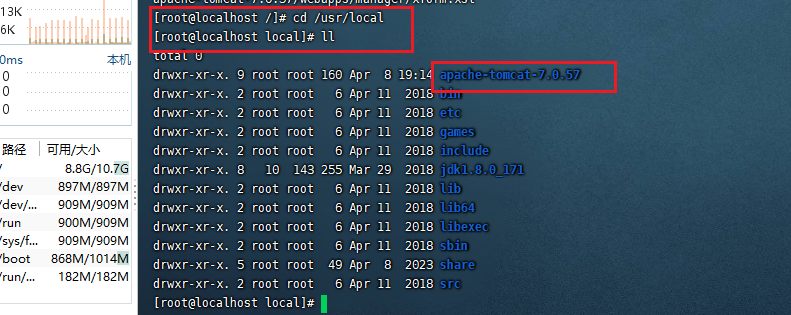 13K
6K
0ms 本机
0
0
0
路径 可用/大小
/ 8.8G/10.7G
/dev 897M/897M
/dev/... 909M/909M
/run 900M/909M
/sys/f... 909M/909M
/boot 868M/1014M
/run/... 182M/182M
[root@localhost /]# cd /usr/local
[root@localhost local]# ll
total 0
drwxr-xr-x. 9 root root 160 Apr 8 19:14 apache-tomcat-7.0.57
drwxr-xr-x. 2 root root 6 Apr 11 2018 bin
drwxr-xr-x. 2 root root 6 Apr 11 2018 etc
drwxr-xr-x. 2 root root 6 Apr 11 2018 games
drwxr-xr-x. 2 root root 6 Apr 11 2018 include
drwxr-xr-x. 8 10 143 255 Mar 29 2018 jdk1.8.0_171
drwxr-xr-x. 2 root root 6 Apr 11 2018 lib
drwxr-xr-x. 2 root root 6 Apr 11 2018 lib64
drwxr-xr-x. 2 root root 6 Apr 11 2018 libexec
drwxr-xr-x. 2 root root 6 Apr 11 2018 sbin
drwxr-xr-x. 5 root root 49 Apr 8 2023 share
drwxr-xr-x. 2 root root 6 Apr 11 2018 src
[root@localhost local]#